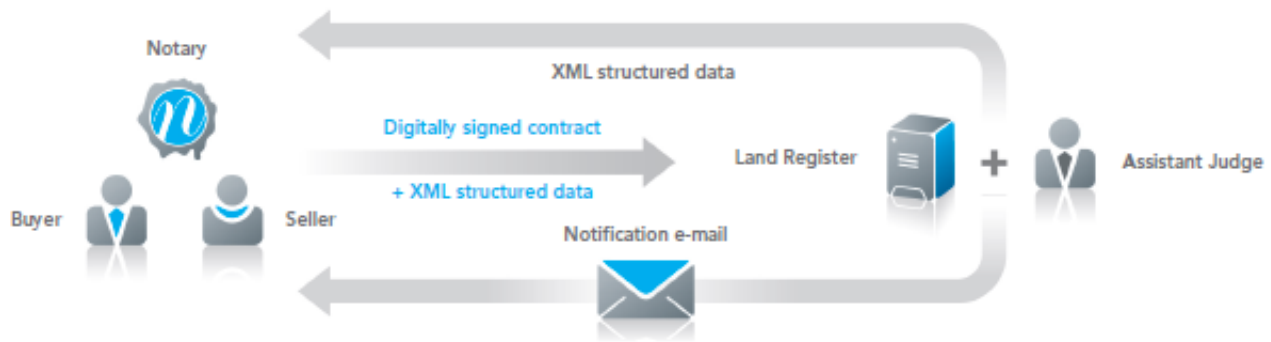 Notary
XML structured data
Digitally signed contract
Land Register
Assistant Judge
+ XML structured data
Buyer
Seller
Notification e-mail
n